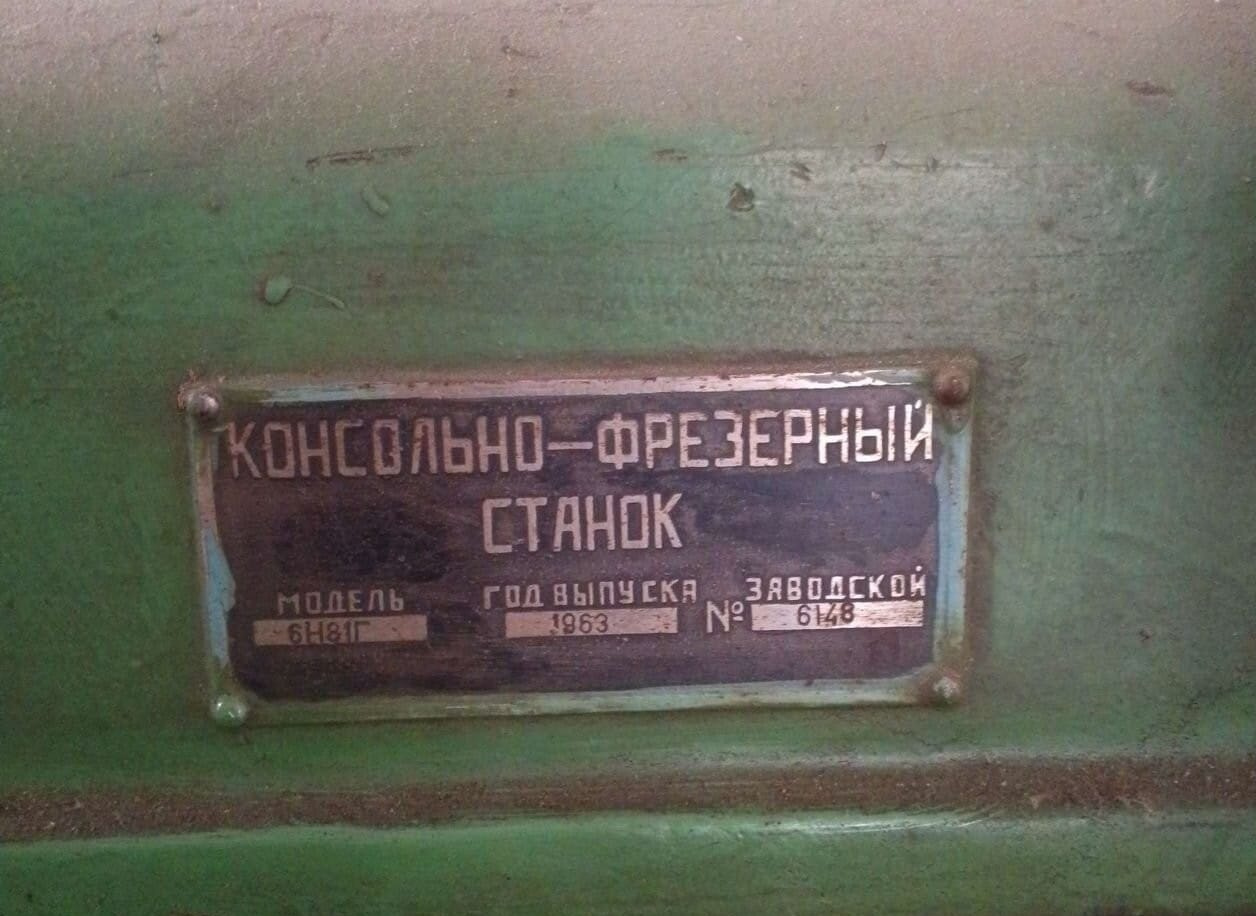 КОНСОЛЬНО—ФРЕЗЕРНЫЙ
СТАНОК
МОДЕЛЬ ГОД ВЫПУСКА ЗАВОДСКОЙ
6Н81Г 1963 № 6148